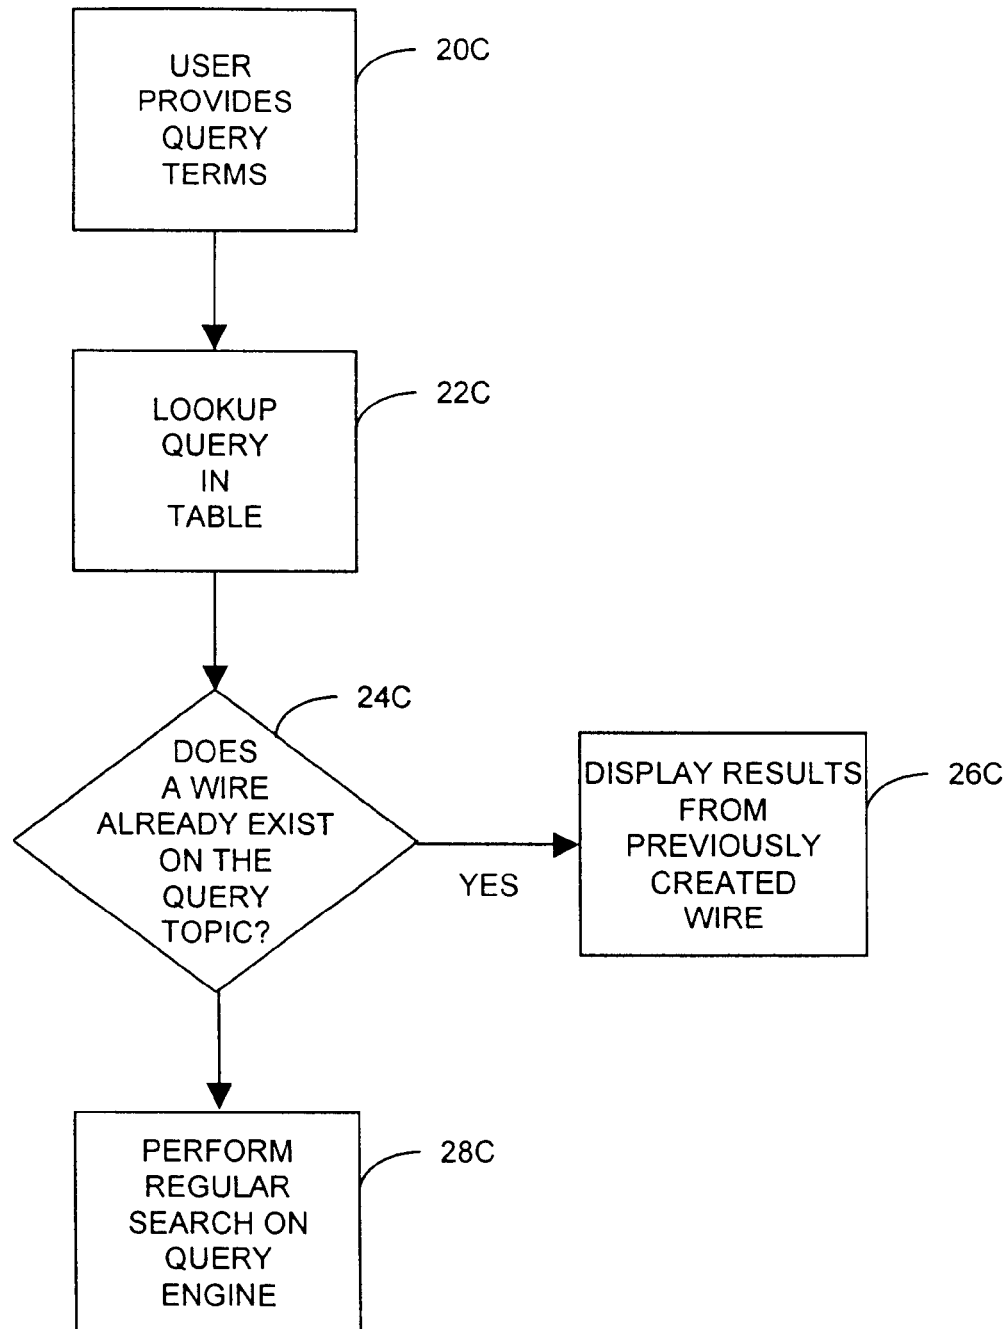 USER
PROVIDES
QUERY
TERMS
20C
LOOKUP
QUERY
IN
TABLE
22C
DOES
A WIRE
ALREADY EXIST
ON THE
QUERY
TOPIC?
24C
YES
DISPLAY RESULTS
FROM
PREVIOUSLY
CREATED
WIRE
26C
PERFORM
REGULAR
SEARCH ON
QUERY
ENGINE
28C